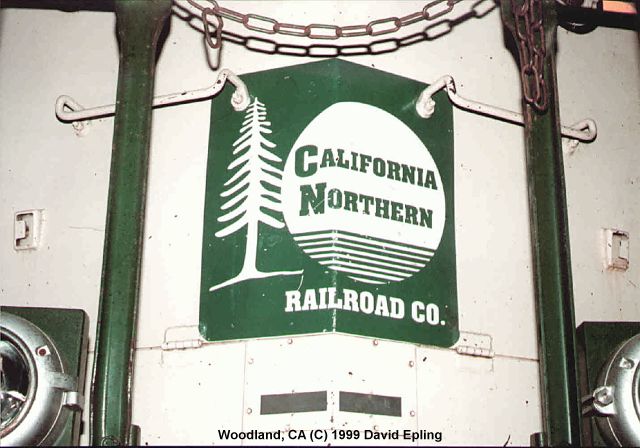 CALIFORNIA
NORTHERN
RAILROAD CO.
Woodland, CA (C) 1999 David Epling